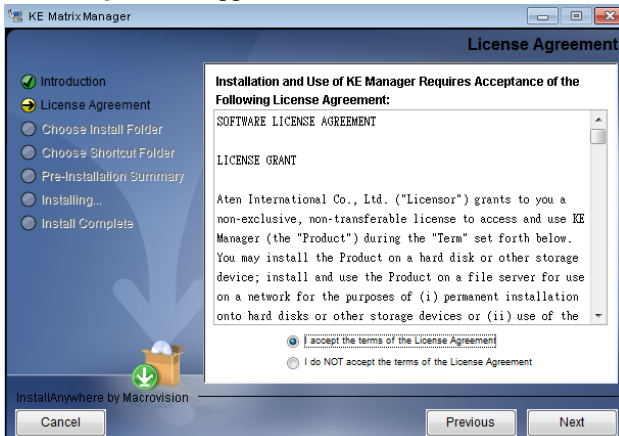 KE MatrixManager
License Agreement
Introduction
License Agreement
Choose Install Folder
Choose Shortcut Folder
Pre-Installation Summary
Installing...
Install Complete
Installation and Use of KE Manager Requires Acceptance of the
Following License Agreement:
SOFTWARE LICENSE AGREEMENT
LICENSE GRANT
Aten International Co., Ltd. ("Licensor") grants to you a
non-exclusive, non-transferable license to access and use KE
Manager (the "Product") during the "Term" set forth below.
You may install the Product on a hard disk or other storage
device; install and use the Product on a file server for use
on a network for the purposes of (i) permanent installation
onto hard disks or other storage devices or (ii) use of the
I accept the terms of the License Agreement
I do NOT accept the terms of the License Agreement
InstallAnywhere by Macrovision
Cancel
Previous
Next